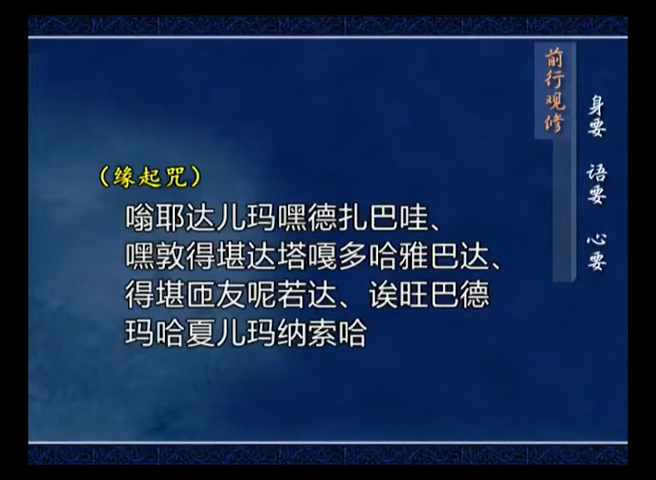 前行观修
身要 语要 心要
（缘起咒）
嗡耶达儿玛嘿德扎巴哇、
嘿敦得堪达塔嘎多哈雅巴达、
得堪匝友呢若达、诶旺巴德
玛哈夏儿玛纳索哈